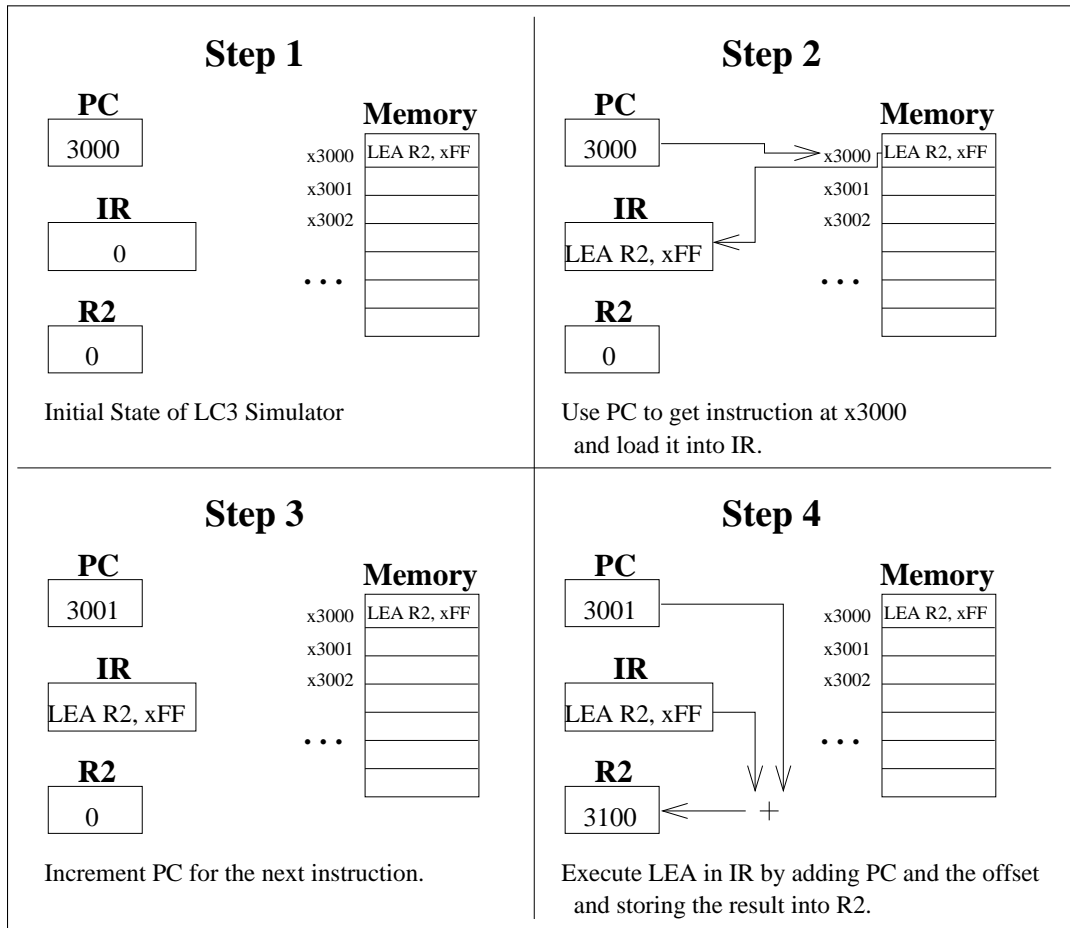 Step 1
PC
3000
IR
0
R2
0
Memory
x3000
LEA R2, xFF
x3001
x3002
...
Initial State of LC3 Simulator
Step 2
PC
3000
IR
LEA R2, xFF
R2
0
Memory
x3000
LEA R2, xFF
x3001
x3002
...
Use PC to get instruction at x3000
and load it into IR.
Step 3
PC
3001
IR
LEA R2, xFF
R2
0
Memory
x3000
LEA R2, xFF
x3001
x3002
...
Increment PC for the next instruction.
Step 4
PC
3001
IR
LEA R2, xFF
R2
3100
+
Memory
x3000
LEA R2, xFF
x3001
x3002
...
Execute LEA in IR by adding PC and the offset
and storing the result into R2.